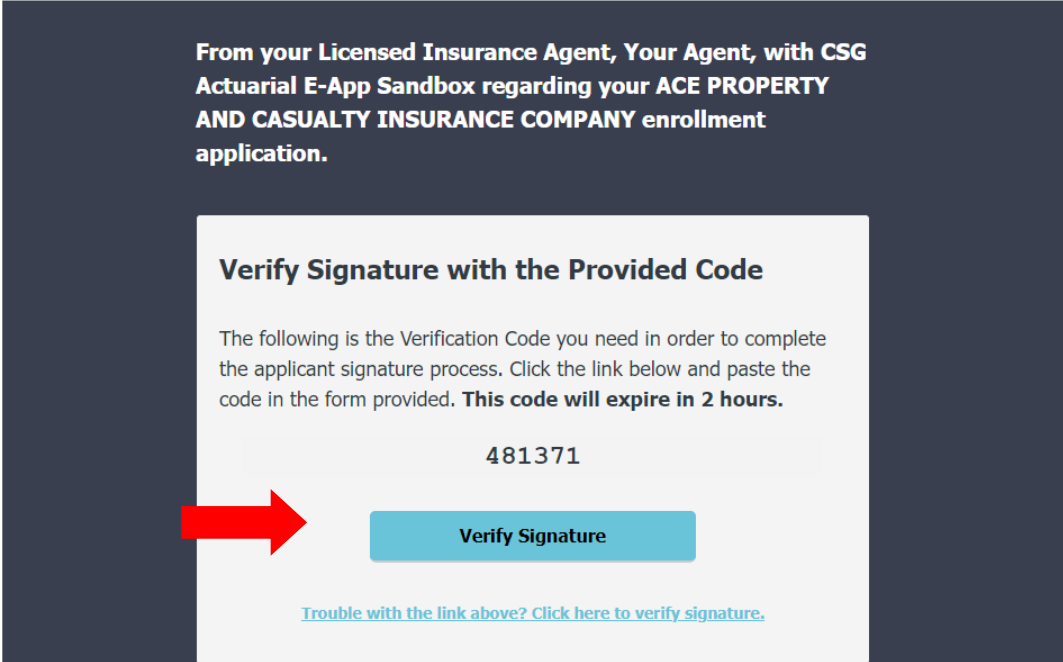 From your Licensed Insurance Agent, Your Agent, with CSG
Actuarial E-App Sandbox regarding your ACE PROPERTY
AND CASUALTY INSURANCE COMPANY enrollment
application.
Verify Signature with the Provided Code
The following is the Verification Code you need in order to complete
the applicant signature process. Click the link below and paste the
code in the form provided. This code will expire in 2 hours.
481371
Verify Signature
Trouble with the link above? Click here to verify signature.